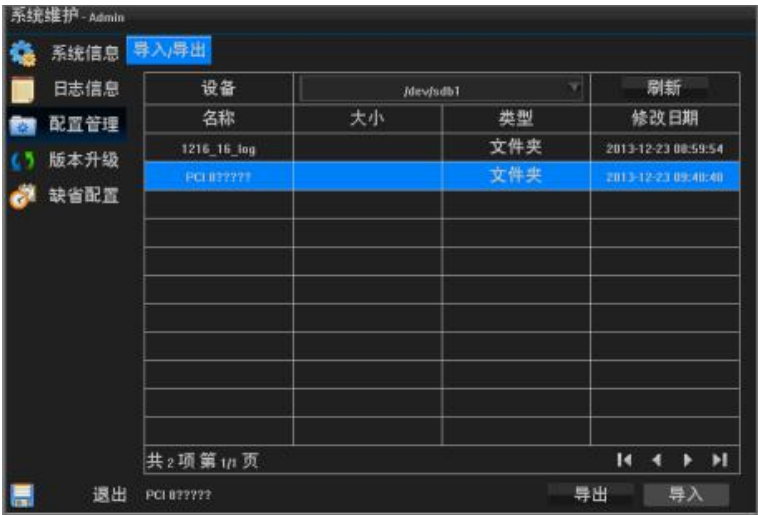 系统维护 - Admin
系统信息 导入/导出
日志信息
配置管理
版本升级
缺省配置
设备 /dev/sdb1 刷新
名称 大小 类型 修改日期
1216_16_log 文件夹 2013-12-23 08:59:54
PCI 8????? 文件夹 2013-12-23 09:40:40
共 2 项 第 1/1 页
退出 PCI 8????? 导出 导入